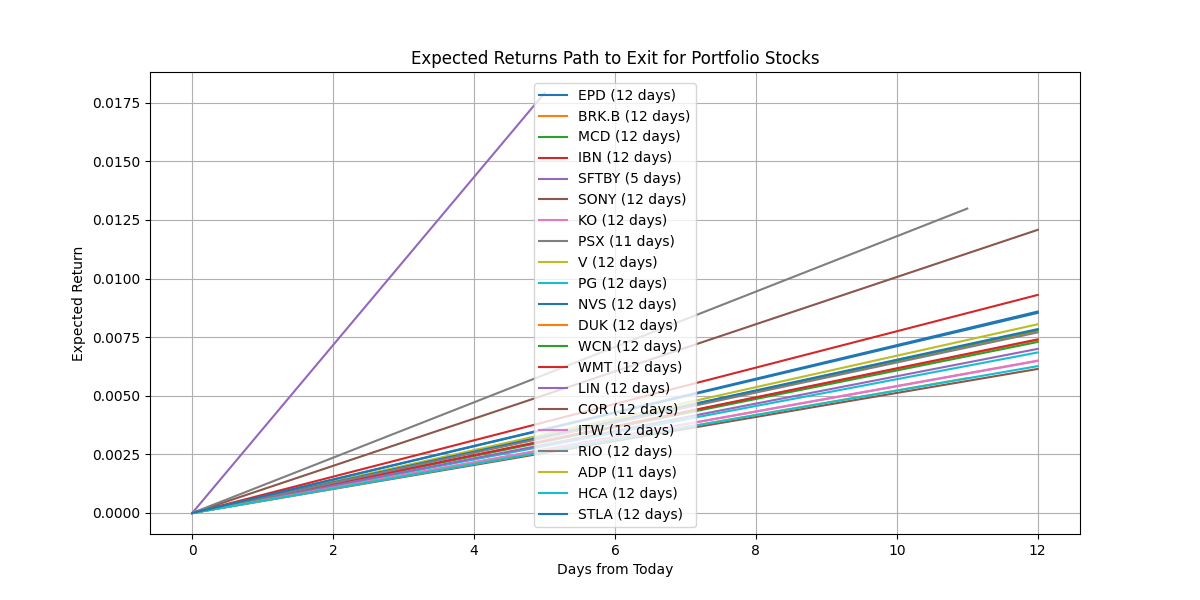 Expected Returns Path to Exit for Portfolio Stocks
Expected Return
0.0175
0.0150
0.0125
0.0100
0.0075
0.0050
0.0025
0.0000
EPD (12 days)
BRK.B (12 days)
MCD (12 days)
IBN (12 days)
SFTBY (5 days)
SONY (12 days)
KO (12 days)
PSX (11 days)
V (12 days)
PG (12 days)
NVS (12 days)
DUK (12 days)
WCN (12 days)
WMT (12 days)
LIN (12 days)
COR (12 days)
ITW (12 days)
RIO (12 days)
ADP (11 days)
HCA (12 days)
STLA (12 days)
0 2 4 6 8 10 12
Days from Today